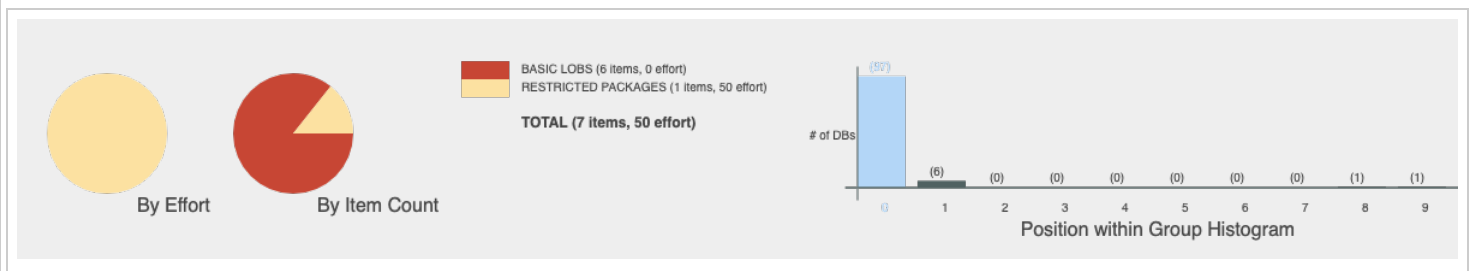 BASIC LOBS (6 items, 0 effort)
RESTRICTED PACKAGES (1 items, 50 effort)
TOTAL (7 items, 50 effort)
By Effort
By Item Count
# of DBs
(6)
(0)
(0)
(0)
(0)
(0)
(0)
(1)
(1)
1
2
3
4
5
6
7
8
9
Position within Group Histogram